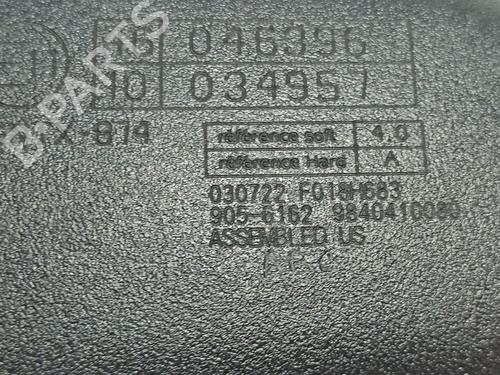 046396
10 034957
-814
référence soft 4.0
référence Hard A
030722 F018H683
905-6162 9840410080
ASSEMBLED US
B-PARTS